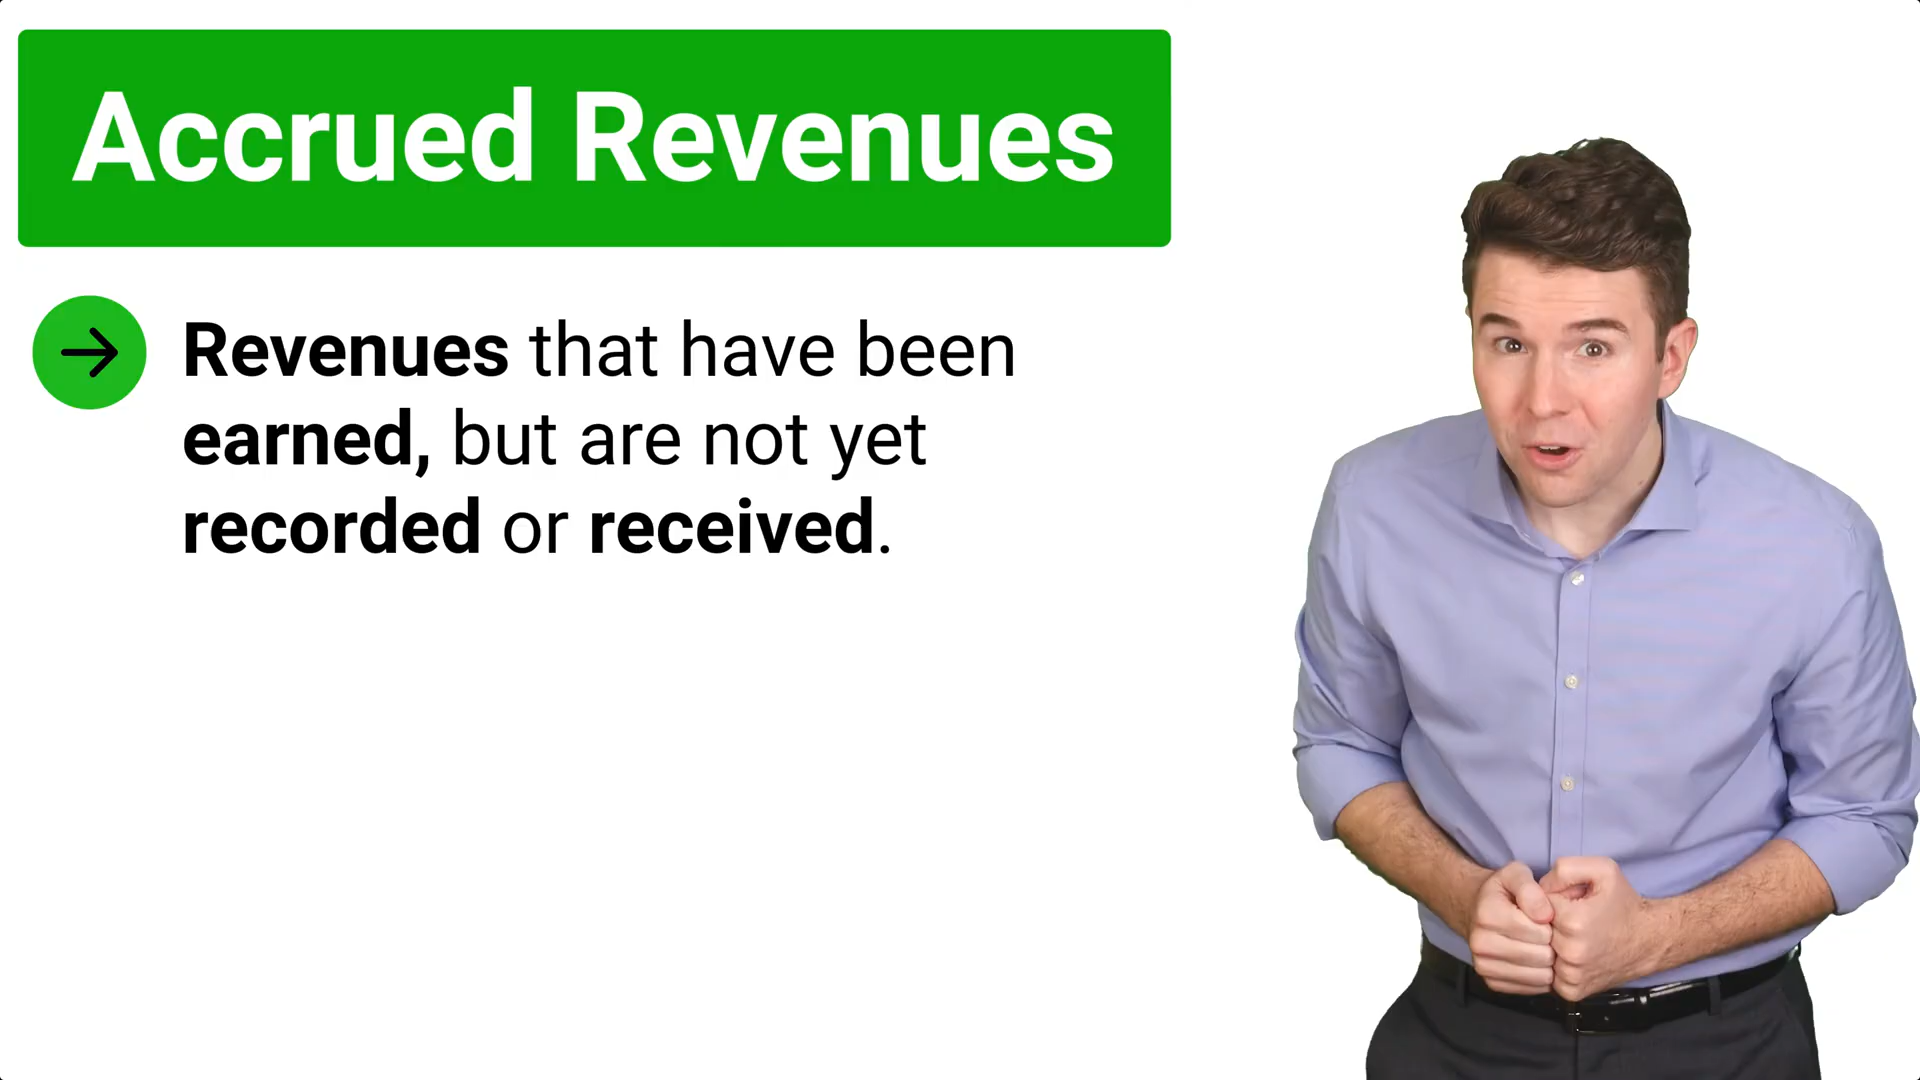 Accrued Revenues
Revenues that have been
earned, but are not yet
recorded or received.